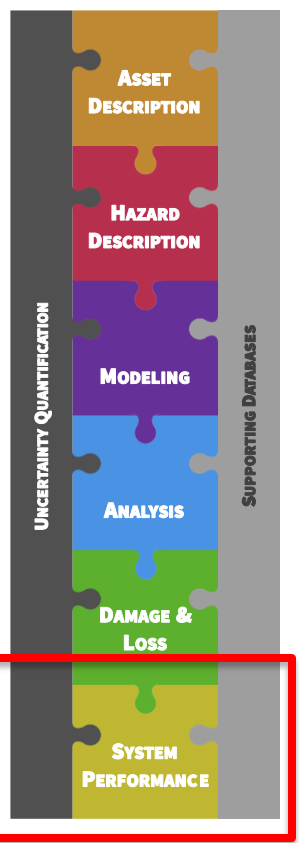 ASSET
DESCRIPTION
HAZARD
DESCRIPTION
MODELING
ANALYSIS
DAMAGE &
LOSS
SYSTEM
PERFORMANCE
UNCERTAINTY QUANTIFICATION
SUPPORTING DATABASES